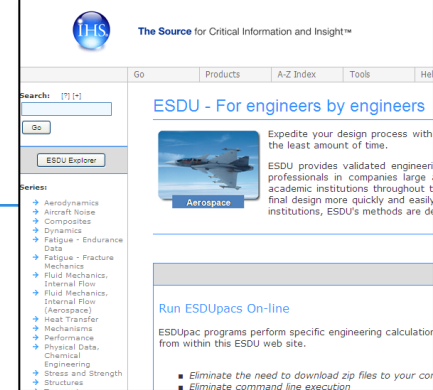 IHS
The Source for Critical Information and Insight™
Go Products A-Z Index Tools Hel
Search: [?] [+]
Go
ESDU Explorer
Series:
Aerodynamics
Aircraft Noise
Composites
Dynamics
Fatigue - Endurance
Data
Fatigue - Fracture
Mechanics
Fluid Mechanics,
Internal Flow
Fluid Mechanics,
Internal Flow
(Aerospace)
Heat Transfer
Mechanisms
Performance
Physical Data,
Chemical
Engineering
Stress and Strength
Structures
ESDU - For engineers by engineers
Aerospace
Expedite your design process with
the least amount of time.
ESDU provides validated engineeri
professionals in companies large
academic institutions throughout t
final design more quickly and easily
institutions, ESDU's methods are de
Run ESDUpacs On-line
ESDUpac programs perform specific engineering calculation
from within this ESDU web site.
Eliminate the need to download zip files to your com
Eliminate command line execution